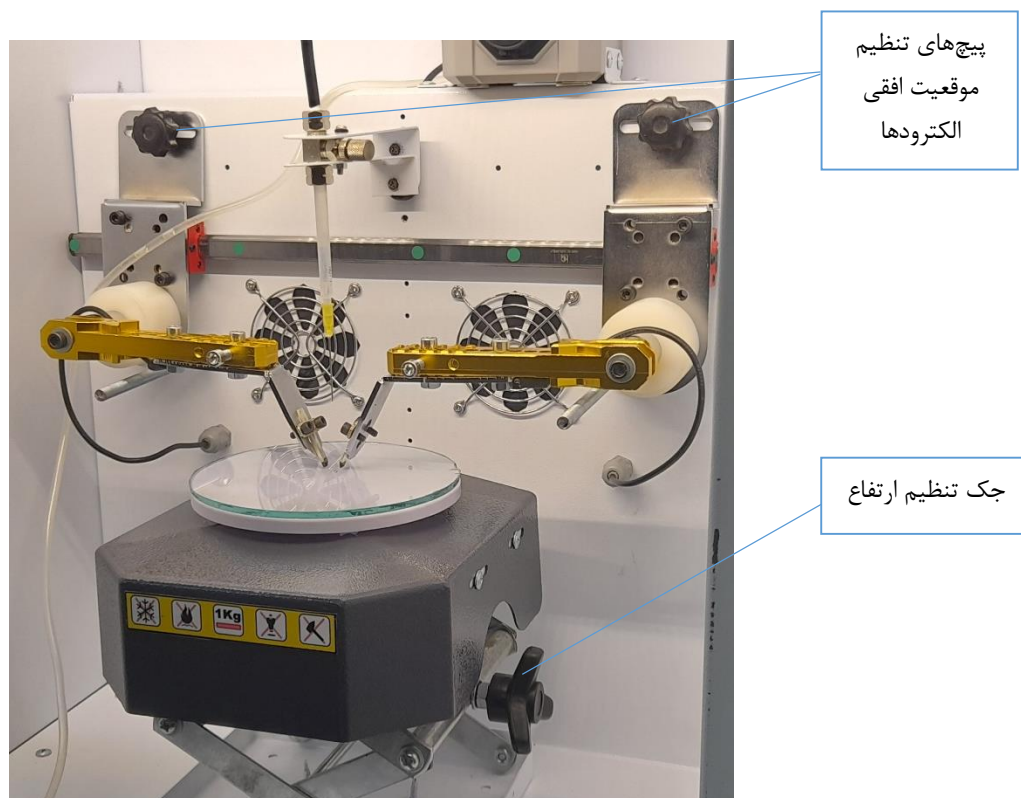 پیچ‌های تنظیم
موقعیت افقی
الکترودها
جک تنظیم ارتفاع
1Kg